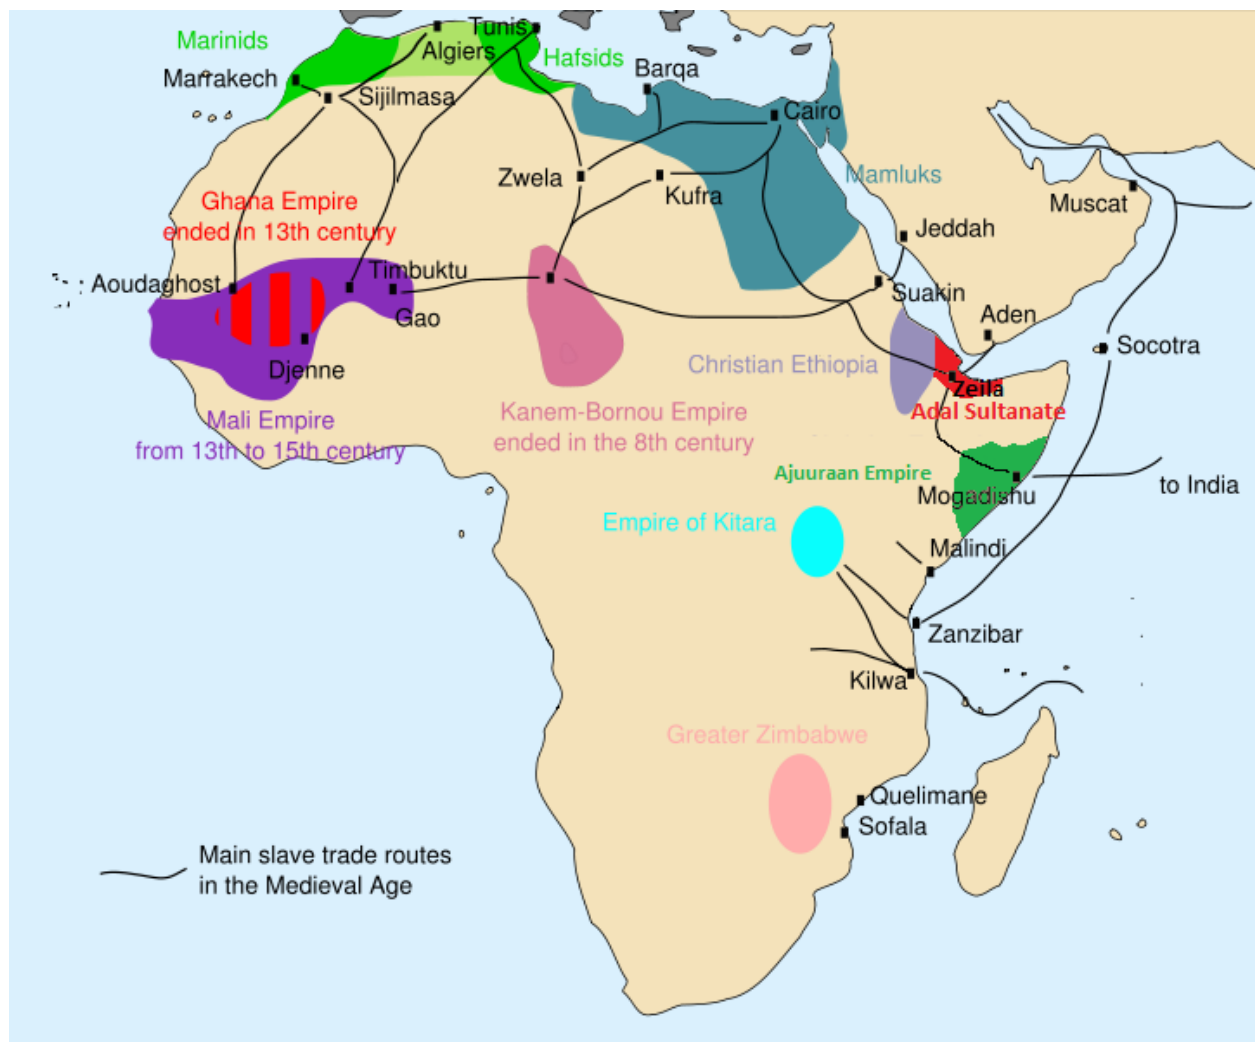 Marinids
Tunis
Algiers
Hafsids
Marrakech
Barqa
Sijilmasa
Cairo
Zwela
Kufra
Mamluks
Muscat
Ghana Empire
ended in 13th century
Jeddah
Aoudaghost
Timbuktu
Gao
Suakin
Aden
Djenne
Socotra
Christian Ethiopia
Zeila
Adal Sultanate
Mali Empire
from 13th to 15th century
Kanem-Bornou Empire
ended in the 8th century
Ajuuraan Empire
Mogadishu
to India
Empire of Kitara
Malindi
Zanzibar
Kilwa
Greater Zimbabwe
Quelimane
Sofala
Main slave trade routes
in the Medieval Age